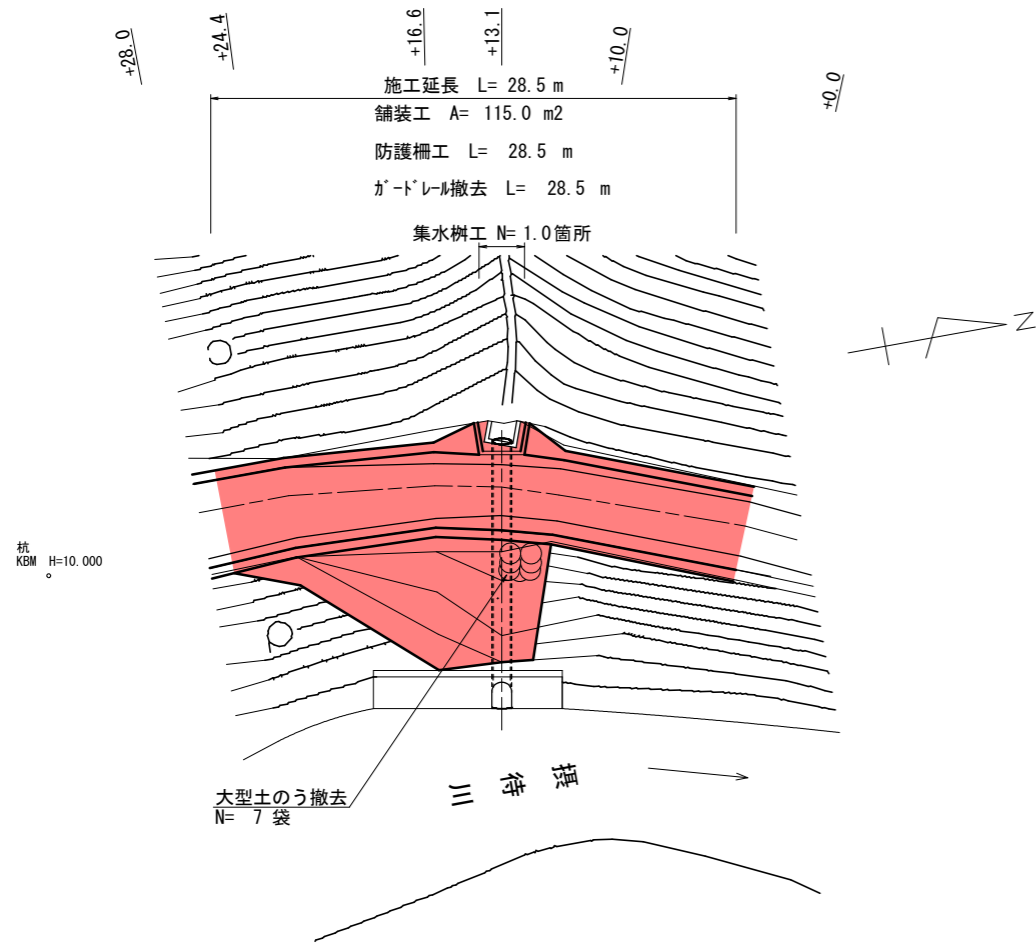 +28.0
+24.4
+16.6
+13.1
+10.0
+0.0
施工延長 L= 28.5 m
舗装工 A= 115.0 m2
防護柵工 L= 28.5 m
ｶﾞｰﾄﾞﾚｰﾙ撤去 L= 28.5 m
集水桝工 N= 1.0箇所
N
杭
KBM H=10.000
大型土のう撤去
N= 7 袋
摂待川